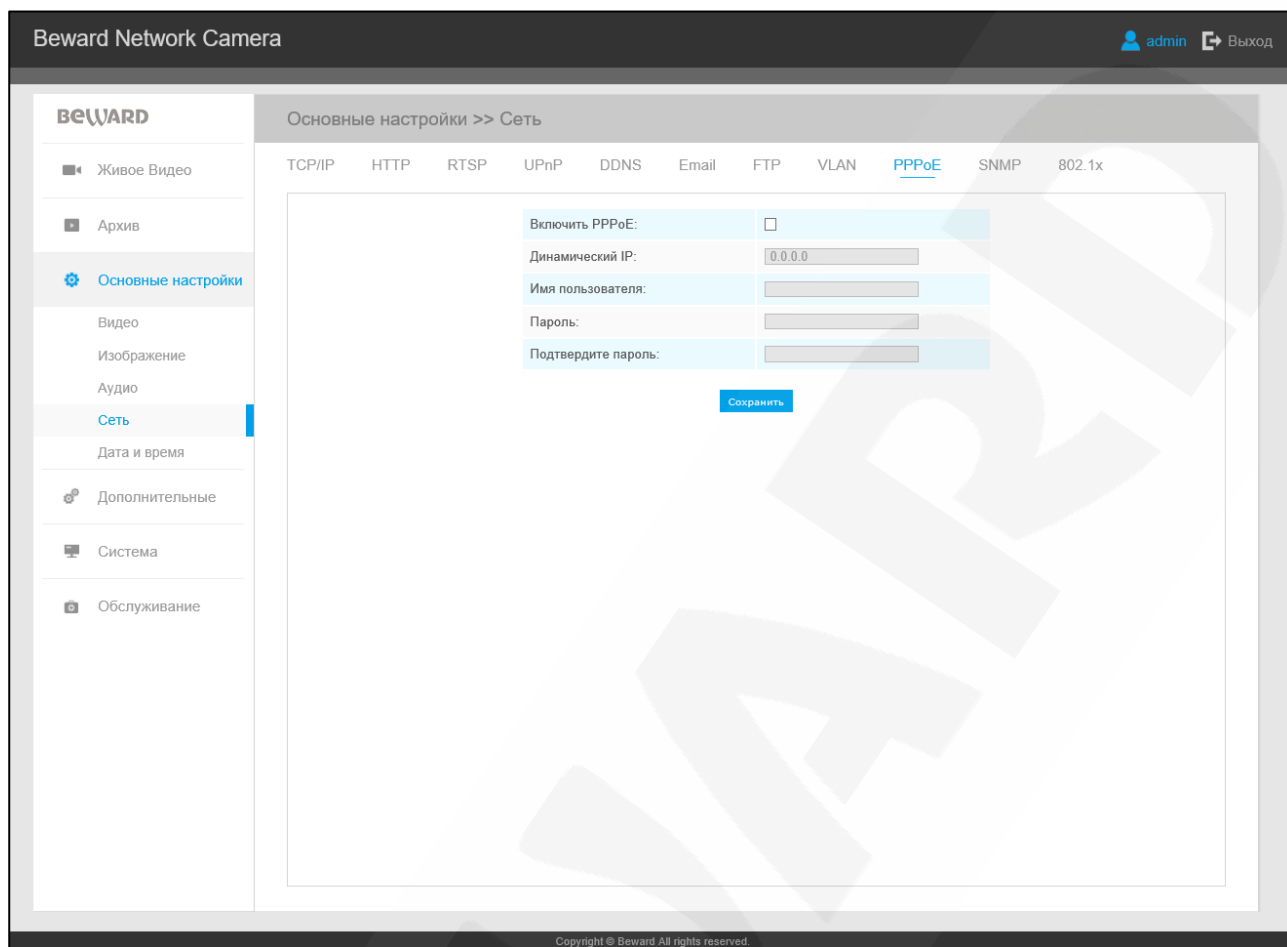 Beward Network Camera
admin
Выход
BEWARD
Основные настройки >> Сеть
Живое Видео
Архив
Основные настройки
Видео
Изображение
Аудио
Сеть
Дата и время
Дополнительные
Система
Обслуживание
TCP/IP HTTP RTSP UPnP DDNS Email FTP VLAN PPPoE SNMP 802.1x
Включить PPPoE:
Динамический IP: 0.0.0.0
Имя пользователя:
Пароль:
Подтвердите пароль:
Сохранить
Copyright © Beward All rights reserved.